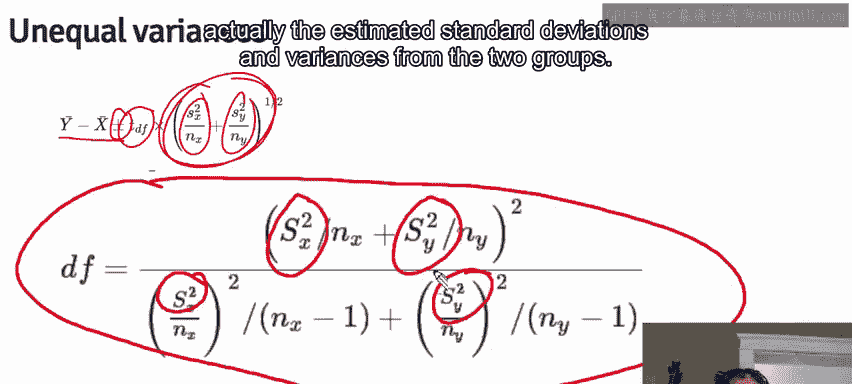 Unequal variances
actually the estimated standard deviations
and variances from the two groups.
Ȳ − X̄ ± t_df × (s_x²/n_x + s_y²/n_y)^1/2
df = (S_x²/n_x + S_y²/n_y)² / ((S_x²/n_x)²/(n_x − 1) + (S_y²/n_y)²/(n_y − 1))